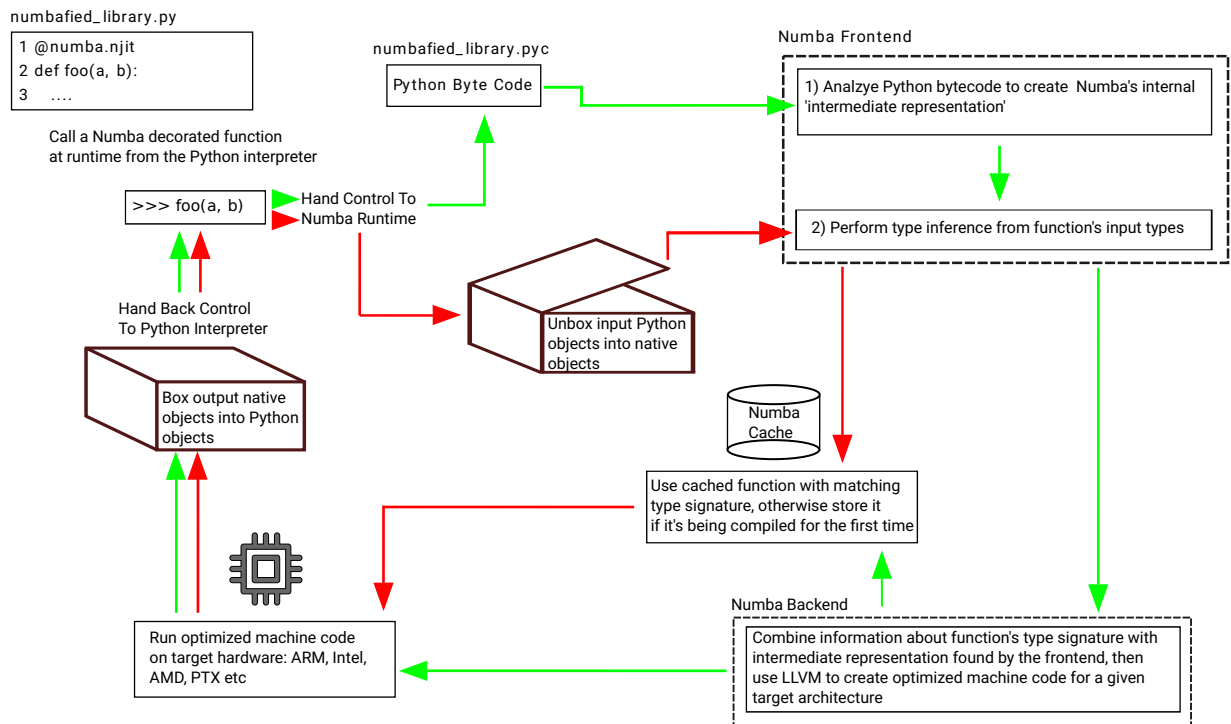 numbafied_library.py
1 @numba.njit
2 def foo(a, b):
3 ....
numbafied_library.pyc
Python Byte Code
Numba Frontend
1) Analzye Python bytecode to create Numba's internal
'intermediate representation'
2) Perform type inference from function's input types
Call a Numba decorated function
at runtime from the Python interpreter
>>> foo(a, b)
Hand Control To
Numba Runtime
Hand Back Control
To Python Interpreter
Unbox input Python
objects into native
objects
Box output native
objects into Python
objects
Numba
Cache
Use cached function with matching
type signature, otherwise store it
if it's being compiled for the first time
Numba Backend
Combine information about function's type signature with
intermediate representation found by the frontend, then
use LLVM to create optimized machine code for a given
target architecture
Run optimized machine code
on target hardware: ARM, Intel,
AMD, PTX etc